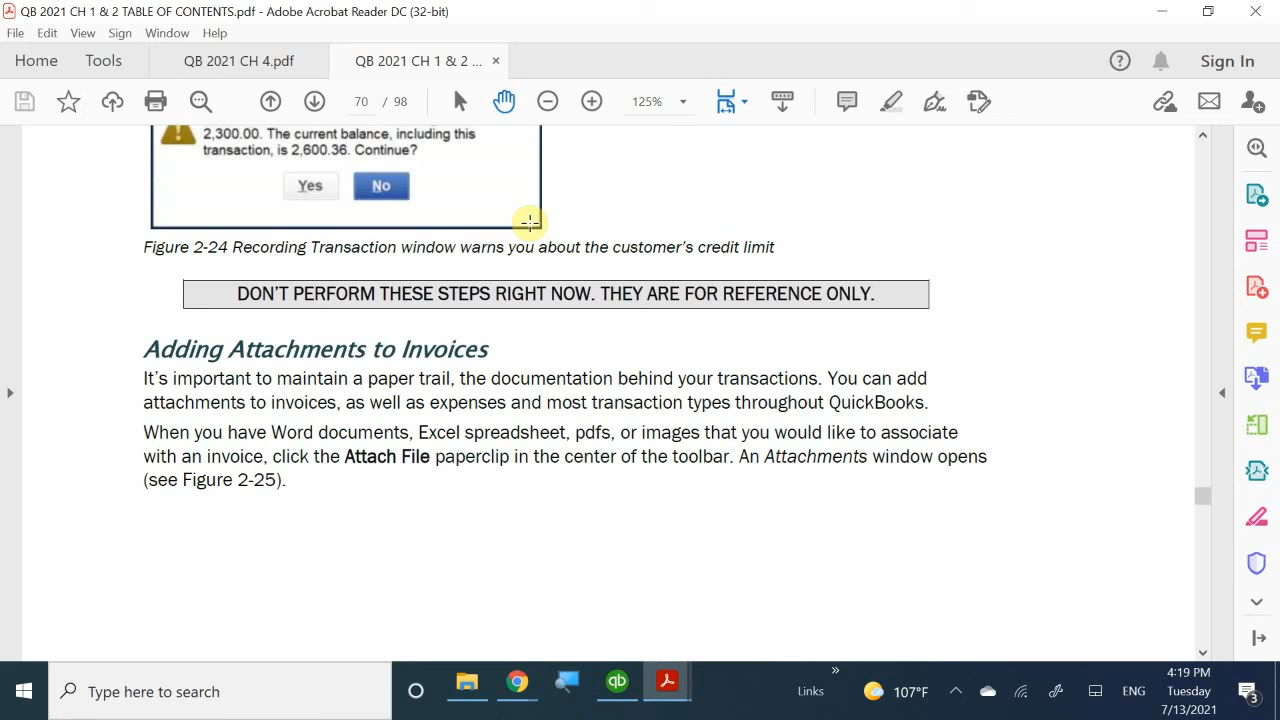 QB 2021 CH 1 & 2 TABLE OF CONTENTS.pdf - Adobe Acrobat Reader DC (32-bit)
File Edit View Sign Window Help
Home Tools QB 2021 CH 4.pdf QB 2021 CH 1 & 2 ... × Sign In
70 / 98 125%
2,300.00. The current balance, including this
transaction, is 2,600.36. Continue?
Yes No
Figure 2-24 Recording Transaction window warns you about the customer's credit limit
DON'T PERFORM THESE STEPS RIGHT NOW. THEY ARE FOR REFERENCE ONLY.
Adding Attachments to Invoices
It's important to maintain a paper trail, the documentation behind your transactions. You can add
attachments to invoices, as well as expenses and most transaction types throughout QuickBooks.
When you have Word documents, Excel spreadsheet, pdfs, or images that you would like to associate
with an invoice, click the Attach File paperclip in the center of the toolbar. An Attachments window opens
(see Figure 2-25).
Type here to search
qb
Links
107°F
ENG
4:19 PM
Tuesday
7/13/2021
3